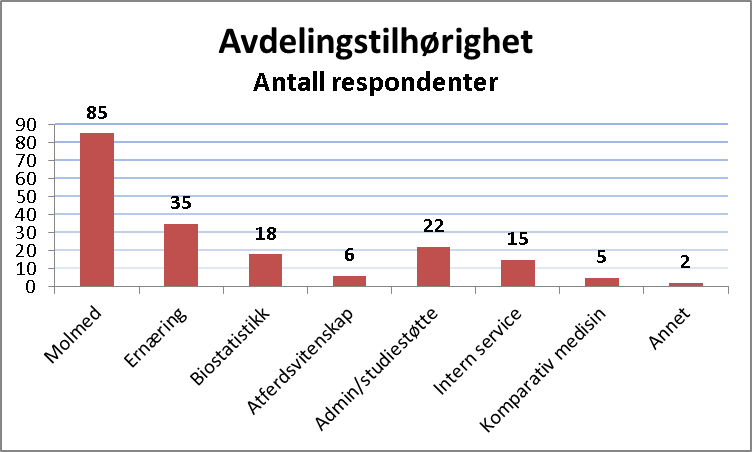 Avdelingstilhørighet
Antall respondenter
90
80
70
60
50
40
30
20
10
0
85
35
18
6
22
15
5
2
Molmed
Ernæring
Biostatistikk
Atferdsvitenskap
Admin/studiestøtte
Intern service
Komparativ medisin
Annet